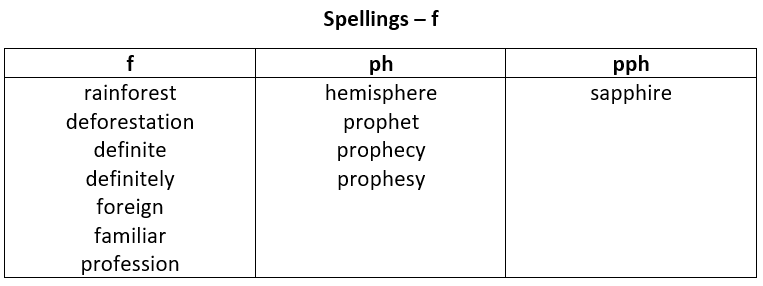 Spellings – f
f ph pph
rainforest hemisphere sapphire
deforestation prophet
definite prophecy
definitely prophesy
foreign
familiar
profession